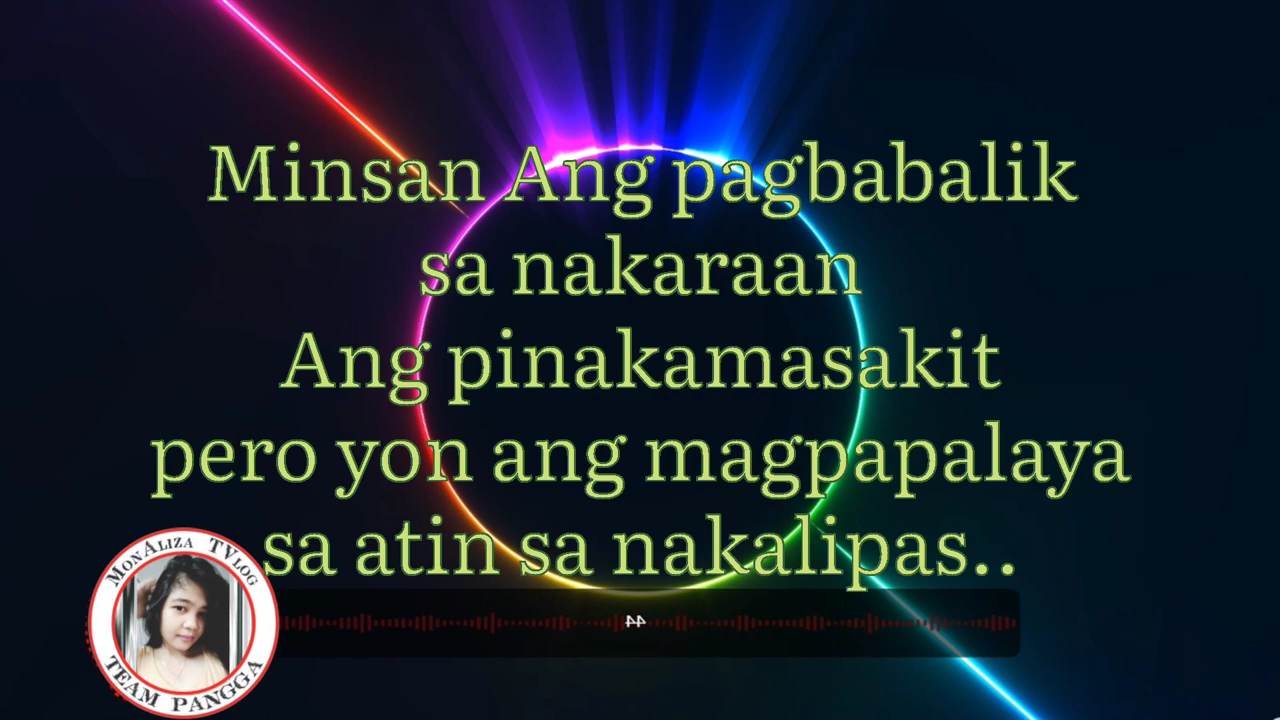 Minsan Ang pagbabalik
sa nakaraan
Ang pinakamasakit
pero yon ang magpapalaya
sa atin sa nakalipas..
MONALIZA TVLOG
TEAM PANGGA
44